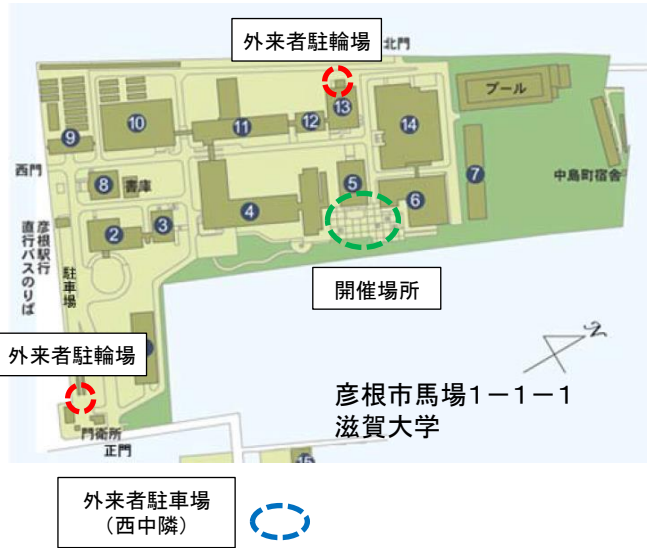 外来者駐輪場
北門
プール
13
10
11
12
14
9
西門
8
書庫
5
7
中島町宿舎
6
4
3
2
彦根駅行
直行バスのりば
駐車場
開催場所
外来者駐輪場
彦根市馬場1-1-1
滋賀大学
門衛所
正門
15
外来者駐車場
(西中隣)